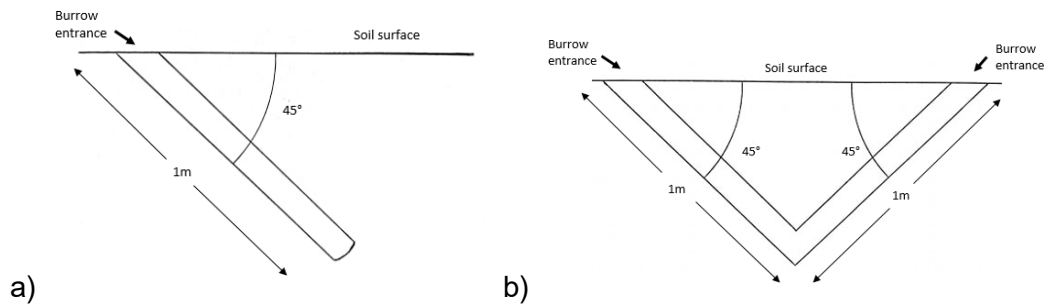 Burrow
entrance
Soil surface
45°
1m
a)
Burrow
entrance
Soil surface
Burrow
entrance
45°
45°
1m
1m
b)